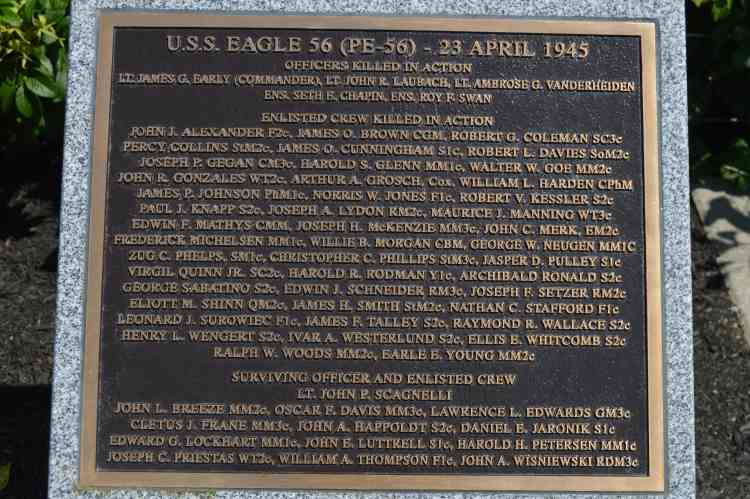 U.S.S. EAGLE 56 (PE-56) - 23 APRIL 1945
OFFICERS KILLED IN ACTION
LT. JAMES G. EARLY (COMMANDER), LT. JOHN R. LAUBACH, LT. AMBROSE G. VANDERHEIDEN
ENS. SETH E. CHAPIN, ENS. ROY F. SWAN
ENLISTED CREW KILLED IN ACTION
JOHN J. ALEXANDER F2c, JAMES O. BROWN CGM, ROBERT G. COLEMAN SC3c
PERCY COLLINS StM2c, JAMES O. CUNNINGHAM S1c, ROBERT L. DAVIES SoM2c
JOSEPH P. GEGAN CM3c, HAROLD S. GLENN MM1c, WALTER W. GOE MM2c
JOHN R. GONZALES WT2c, ARTHUR A. GROSCH, Cox, WILLIAM L. HARDEN CPhM
JAMES P. JOHNSON PhM1c, NORRIS W. JONES F1c, ROBERT V. KESSLER S2c
PAUL J. KNAPP S2c, JOSEPH A. LYDON RM2c, MAURICE J. MANNING WT3c
EDWIN F. MATHYS CMM, JOSEPH H. McKENZIE MM3c, JOHN C. MERK, EM2c
FREDERICK MICHELSEN MM1c, WILLIE B. MORGAN CBM, GEORGE W. NEUGEN MM1C
ZUG C. PHELPS, SM1c, CHRISTOPHER C. PHILLIPS StM3c, JASPER D. PULLEY S1c
VIRGIL QUINN JR. SC2c, HAROLD R. RODMAN Y1c, ARCHIBALD RONALD S2c
GEORGE SABATINO S2c, EDWIN J. SCHNEIDER RM3c, JOSEPH F. SETZER RM2c
ELIOTT M. SHINN QM2c, JAMES H. SMITH StM2c, NATHAN C. STAFFORD F1c
LEONARD J. SUROWIEC F1c, JAMES F. TALLEY S2c, RAYMOND R. WALLACE S2c
HENRY L. WENGERT S2c, IVAR A. WESTERLUND S2c, ELLIS E. WHITCOMB S2c
RALPH W. WOODS MM2c, EARLE E. YOUNG MM2c
SURVIVING OFFICER AND ENLISTED CREW
LT. JOHN P. SCAGNELLI
JOHN L. BREEZE MM2c, OSCAR F. DAVIS MM3c, LAWRENCE L. EDWARDS GM3c
CLETUS J. FRANE MM3c, JOHN A. HAPPOLDT S2c, DANIEL E. JARONIK S1c
EDWARD G. LOCKHART MM1c, JOHN E. LUTTRELL S1c, HAROLD H. PETERSEN MM1c
JOSEPH C. PRIESTAS WT2c, WILLIAM A. THOMPSON F1c, JOHN A. WISNIEWSKI RDM3c